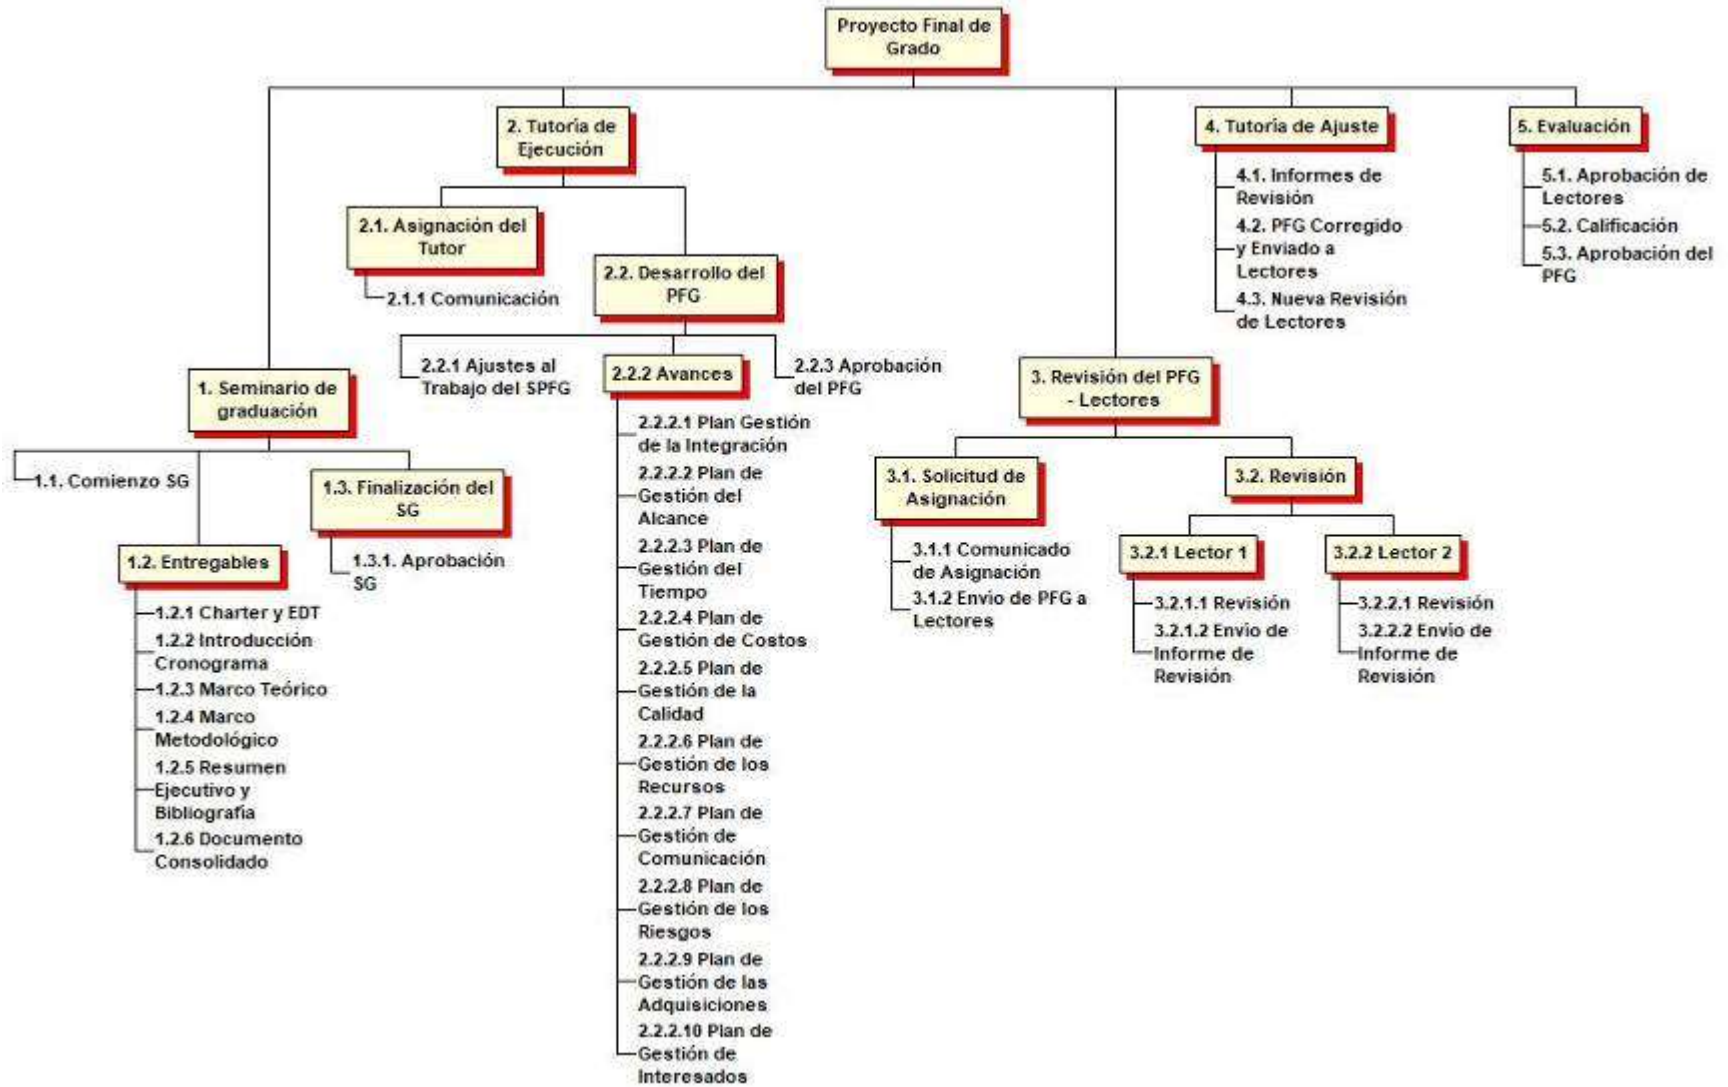 Proyecto Final de
Grado
1. Seminario de
graduación
1.1. Comienzo SG
1.2. Entregables
1.2.1 Charter y EDT
1.2.2 Introducción
Cronograma
1.2.3 Marco Teórico
1.2.4 Marco
Metodológico
1.2.5 Resumen
Ejecutivo y
Bibliografía
1.2.6 Documento
Consolidado
1.3. Finalización del
SG
1.3.1. Aprobación
SG
2. Tutoría de
Ejecución
2.1. Asignación del
Tutor
2.1.1 Comunicación
2.2. Desarrollo del
PFG
2.2.1 Ajustes al
Trabajo del SPFG
2.2.2 Avances
2.2.2.1 Plan Gestión
de la Integración
2.2.2.2 Plan de
Gestión del
Alcance
2.2.2.3 Plan de
Gestión del
Tiempo
2.2.2.4 Plan de
Gestión de Costos
2.2.2.5 Plan de
Gestión de la
Calidad
2.2.2.6 Plan de
Gestión de los
Recursos
2.2.2.7 Plan de
Gestión de
Comunicación
2.2.2.8 Plan de
Gestión de los
Riesgos
2.2.2.9 Plan de
Gestión de las
Adquisiciones
2.2.2.10 Plan de
Gestión de
Interesados
2.2.3 Aprobación
del PFG
3. Revisión del PFG
- Lectores
3.1. Solicitud de
Asignación
3.1.1 Comunicado
de Asignación
3.1.2 Envio de PFG a
Lectores
3.2. Revisión
3.2.1 Lector 1
3.2.1.1 Revisión
3.2.1.2 Envio de
Informe de
Revisión
3.2.2 Lector 2
3.2.2.1 Revisión
3.2.2.2 Envio de
Informe de
Revisión
4. Tutoría de Ajuste
4.1. Informes de
Revisión
4.2. PFG Corregido
y Enviado a
Lectores
4.3. Nueva Revisión
de Lectores
5. Evaluación
5.1. Aprobación de
Lectores
5.2. Calificación
5.3. Aprobación del
PFG